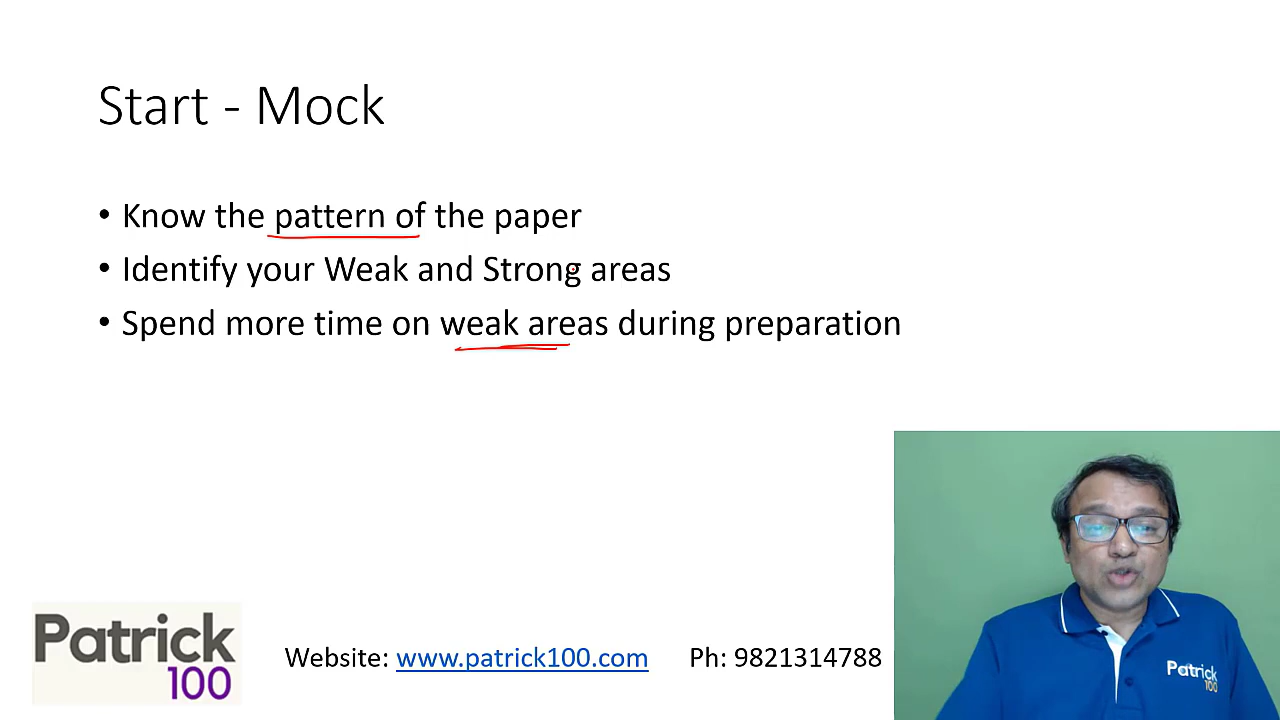 Start - Mock
• Know the pattern of the paper
• Identify your Weak and Strong areas
• Spend more time on weak areas during preparation
Patrick
100
Website: www.patrick100.com Ph: 9821314788
Patrick
100